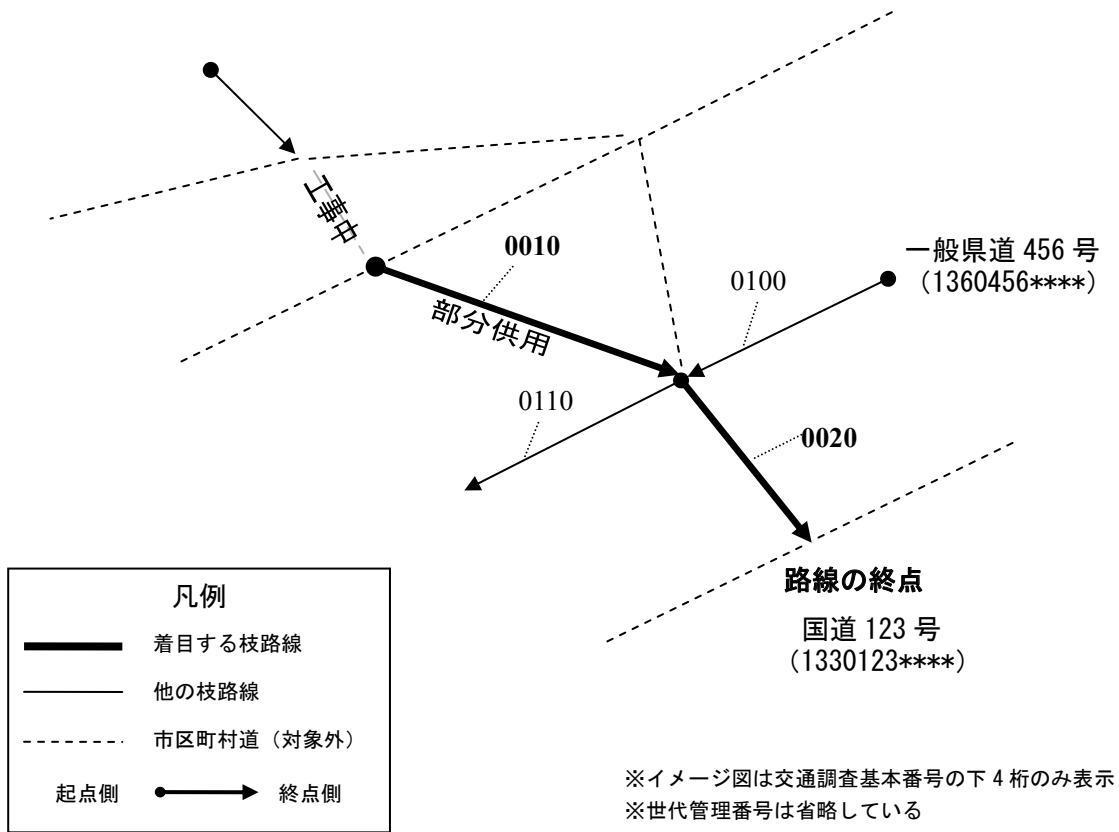 工事中
0010
部分供用
一般県道 456 号
（1360456****）
0100
0110
0020
路線の終点
国道 123 号
（1330123****）
凡例
着目する枝路線
他の枝路線
市区町村道（対象外）
起点側 終点側
※イメージ図は交通調査基本番号の下 4 桁のみ表示
※世代管理番号は省略している